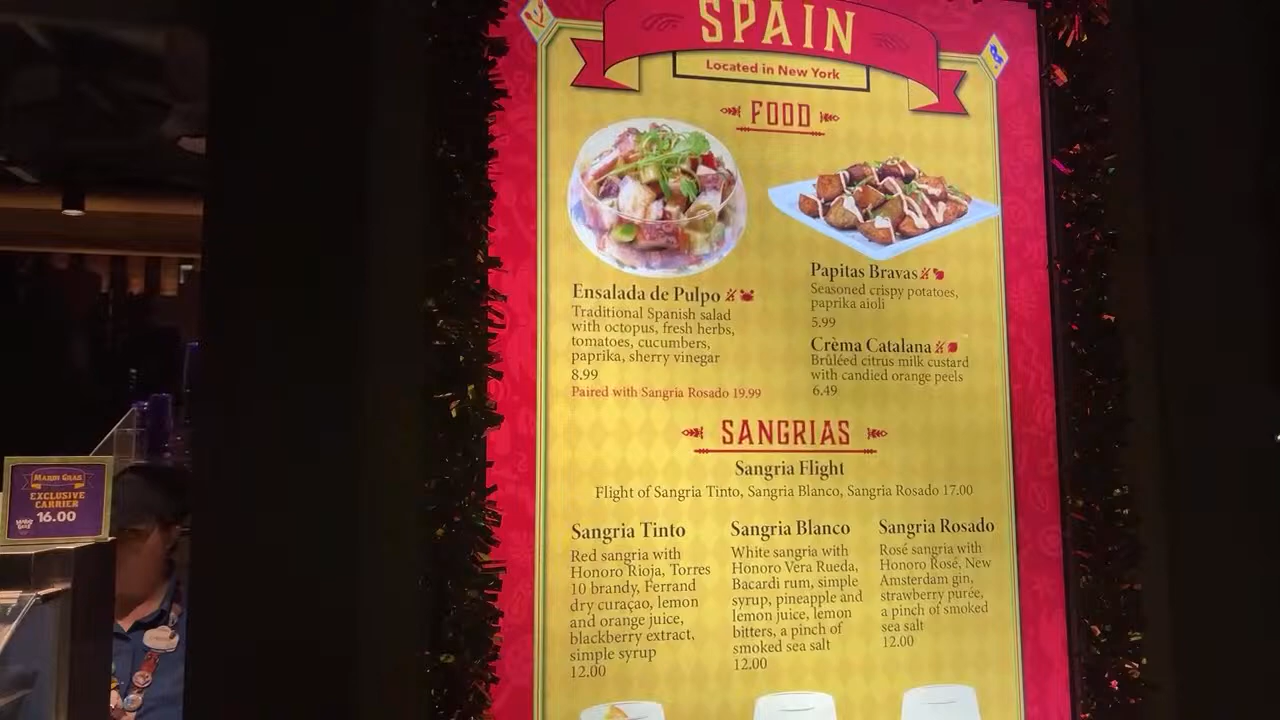 SPAIN
Located in New York
FOOD
Ensalada de Pulpo
Traditional Spanish salad
with octopus, fresh herbs,
tomatoes, cucumbers,
paprika, sherry vinegar
8.99
Paired with Sangria Rosado 19.99
Papitas Bravas
Seasoned crispy potatoes,
paprika aioli
5.99
Crèma Catalana
Brûléed citrus milk custard
with candied orange peels
6.49
SANGRIAS
Sangria Flight
Flight of Sangria Tinto, Sangria Blanco, Sangria Rosado 17.00
Sangria Tinto
Red sangria with
Honoro Rioja, Torres
10 brandy, Ferrand
dry curaçao, lemon
and orange juice,
blackberry extract,
simple syrup
12.00
Sangria Blanco
White sangria with
Honoro Vera Rueda,
Bacardi rum, simple
syrup, pineapple and
lemon juice, lemon
bitters, a pinch of
smoked sea salt
12.00
Sangria Rosado
Rosé sangria with
Honoro Rosé, New
Amsterdam gin,
strawberry purée,
a pinch of smoked
sea salt
12.00
MARDI GRAS
EXCLUSIVE
CARRIER
16.00